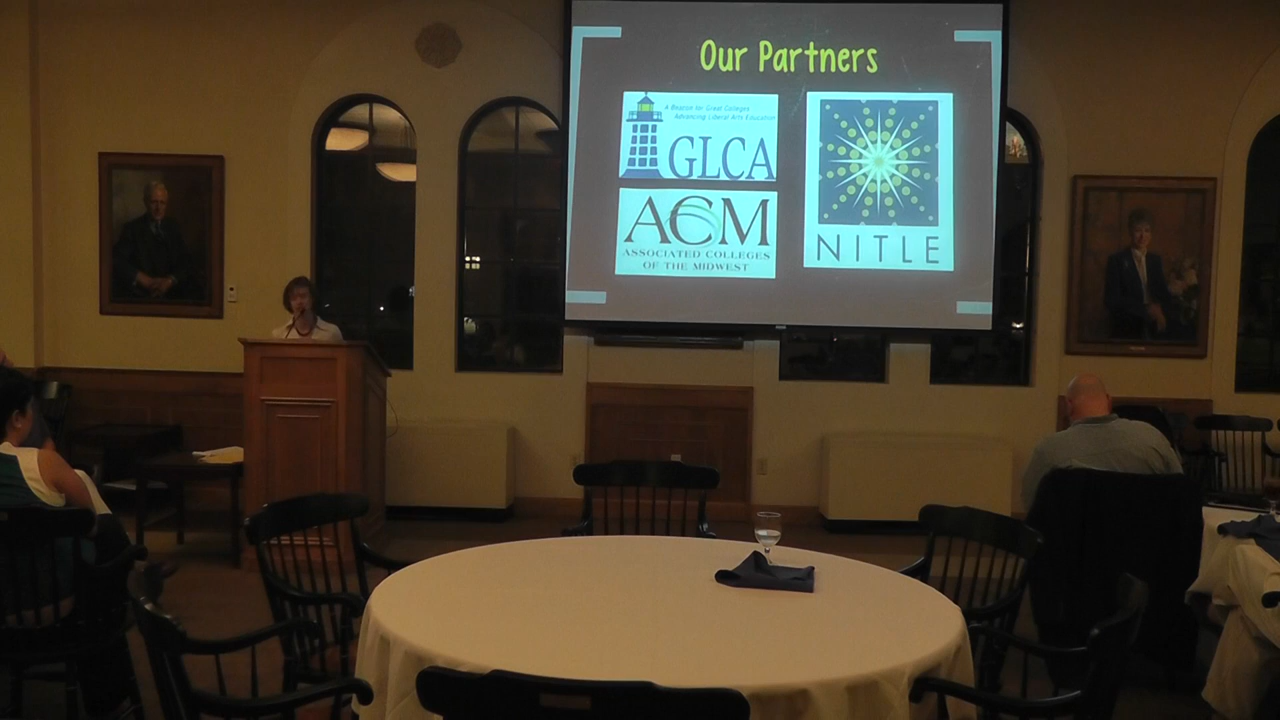 Our Partners
A Beacon for Great Colleges
Advancing Liberal Arts Education
GLCA
ACM
ASSOCIATED COLLEGES
OF THE MIDWEST
NITLE